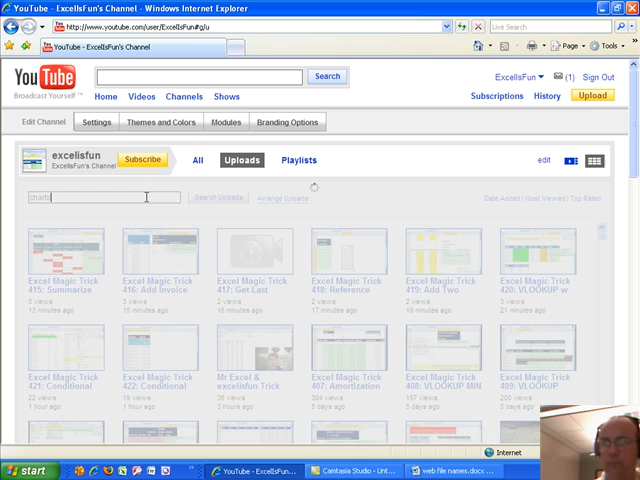 YouTube - ExcelIsFun's Channel - Windows Internet Explorer
http://www.youtube.com/user/ExcelIsFun#g/u
Live Search
YouTube - ExcelIsFun's Channel
Page
Tools
YouTube
Broadcast Yourself ™
Search
ExcelIsFun
(1)
Sign Out
Home
Videos
Channels
Shows
Subscriptions
History
Upload
Edit Channel
Settings
Themes and Colors
Modules
Branding Options
excelisfun
ExcelIsFun's Channel
Subscribe
All
Uploads
Playlists
edit
charts
Search Uploads
Arrange Uploads
Date Added | Most Viewed | Top Rated
Excel Magic Trick
415: Summarize
0 views
13 minutes ago
Excel Magic Trick
416: Add Invoice
3 views
15 minutes ago
Excel Magic Trick
417: Get Last
2 views
16 minutes ago
Excel Magic Trick
418: Reference
2 views
17 minutes ago
Excel Magic Trick
419: Add Two
2 views
19 minutes ago
Excel Magic Trick
420: VLOOKUP w
0 views
20 minutes ago
Excel Magic Trick
421: Conditional
22 views
1 hour ago
Excel Magic Trick
422: Conditional
19 views
1 hour ago
Mr Excel &
excelisfun Trick
36 views
3 hours ago
Excel Magic Trick
407: Amortization
384 views
5 days ago
Excel Magic Trick
408: VLOOKUP MIN
187 views
5 days ago
Excel Magic Trick
409: VLOOKUP
200 views
5 days ago
Internet
start
YouTube - ExcelIsFu...
Camtasia Studio - Unt...
web file names.docx ...